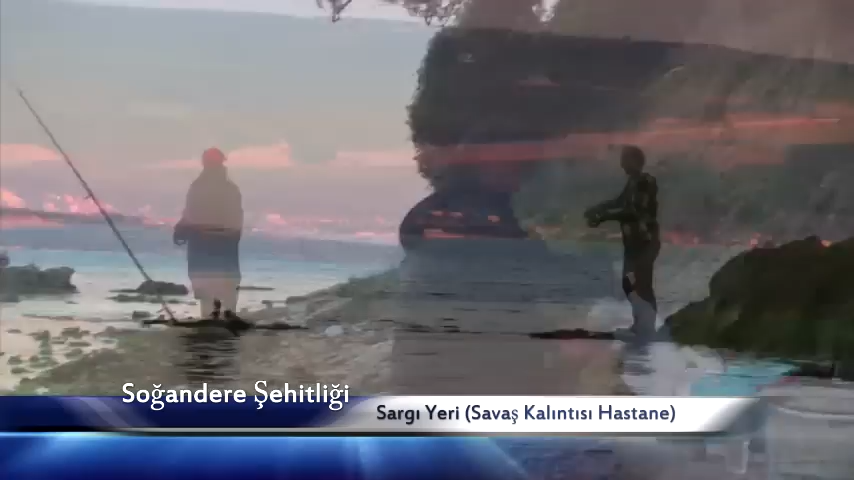 Soğandere Şehitliği
Sargı Yeri (Savaş Kalıntısı Hastane)